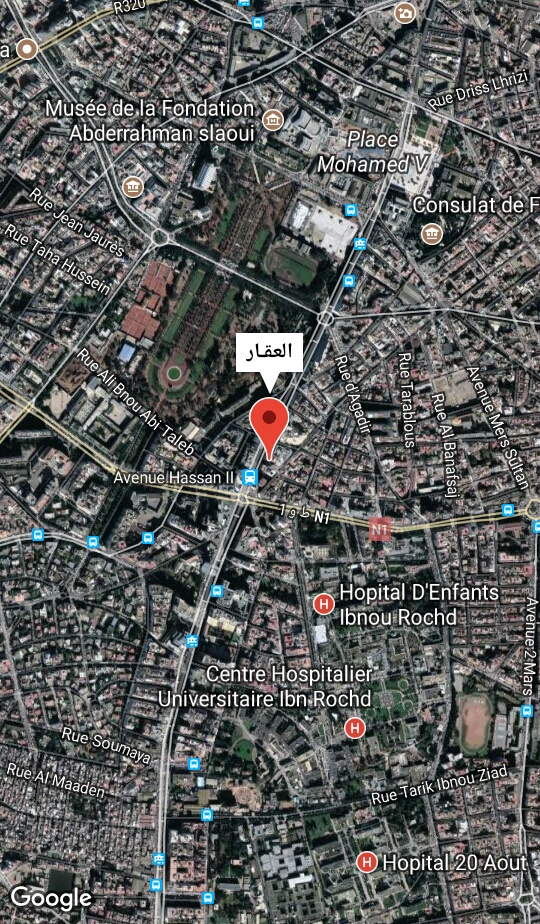 R320
a
Rue Driss Lhrizi
Musée de la Fondation
Abderrahman slaoui
Place
Mohamed V
Rue Jean Jaurès
Consulat de F
Rue Taha Hussein
العقار
Rue Ali Bnou Abi Taleb
Rue d'Agadir
Rue Tarablous
Rue Al Banafsaj
Avenue Mers Sultan
Avenue Hassan II
N1 ط و 1
N1
H
Hopital D'Enfants
Ibnou Rochd
Avenue 2 Mars
Centre Hospitalier
Universitaire Ibn Rochd
H
Rue Soumaya
Rue Al Maaden
Rue Tarik Ibnou Ziad
H
Hopital 20 Aout
Google